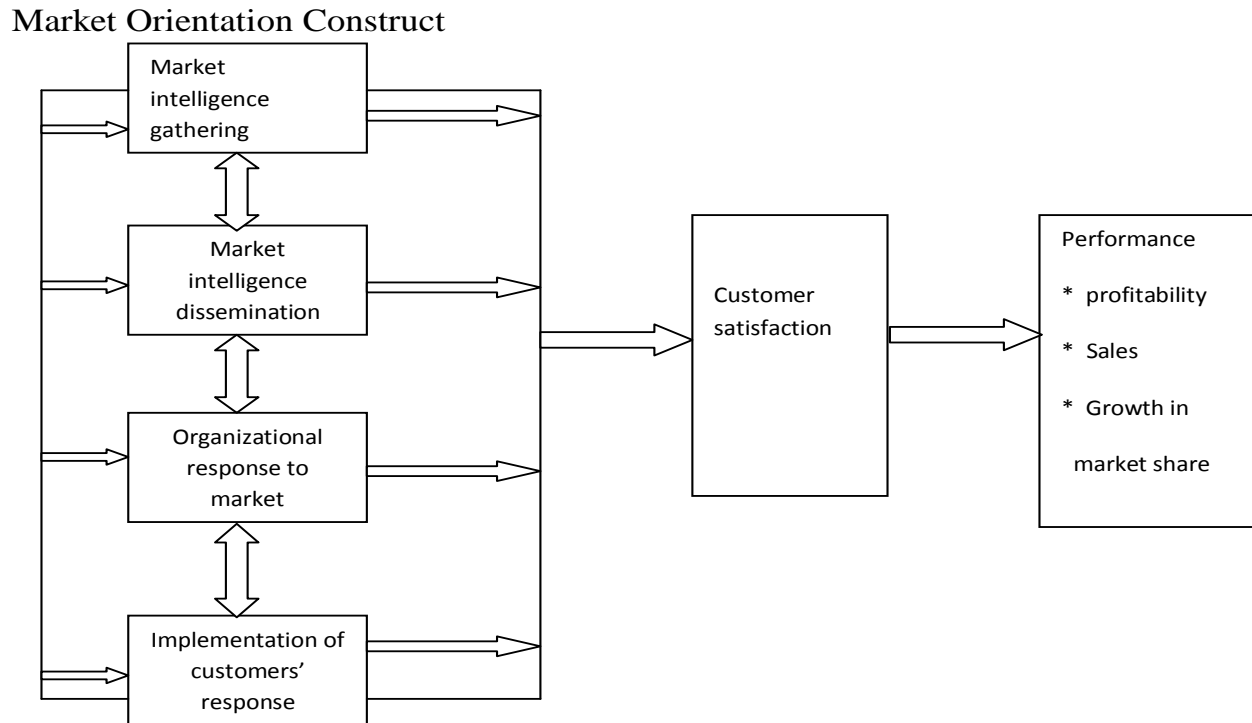 Market Orientation Construct
Market
intelligence
gathering
Market
intelligence
dissemination
Organizational
response to
market
Implementation of
customers’
response
Customer
satisfaction
Performance
* profitability
* Sales
* Growth in
market share